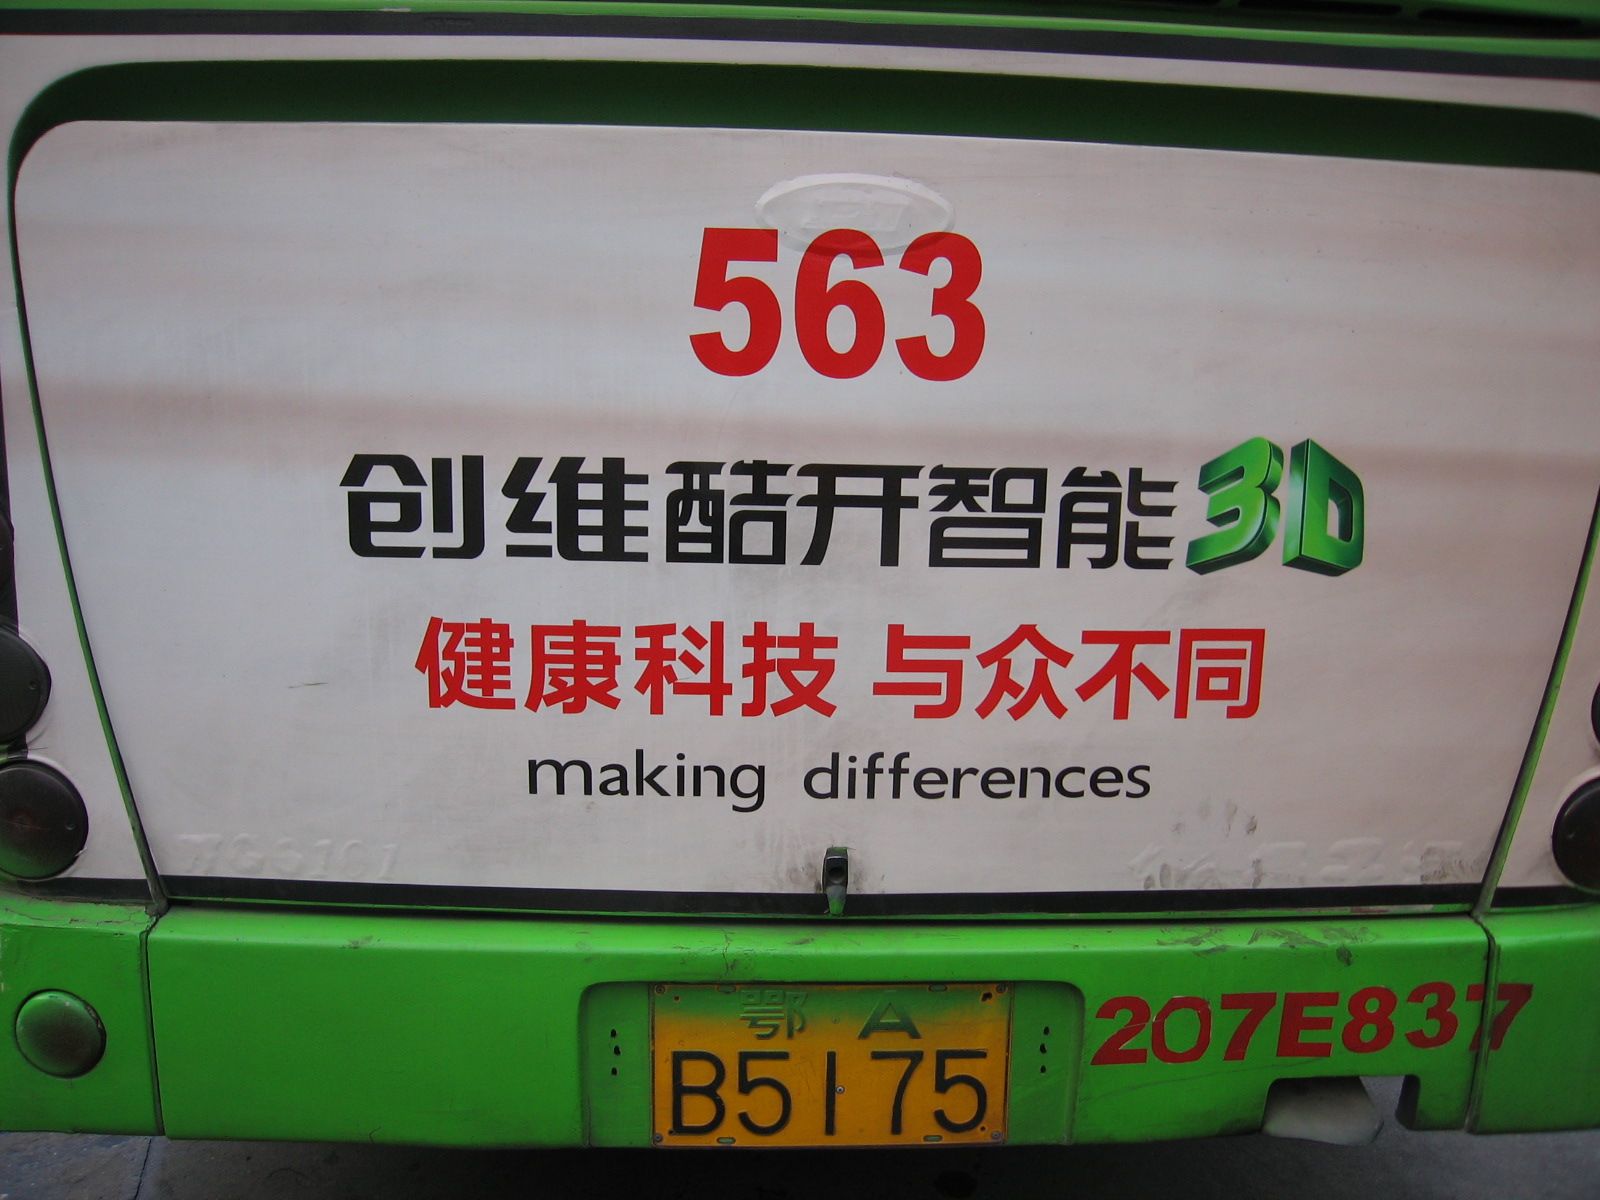 563
创维酷开智能3D
健康科技 与众不同
making differences
鄂 A
B5175
207E837